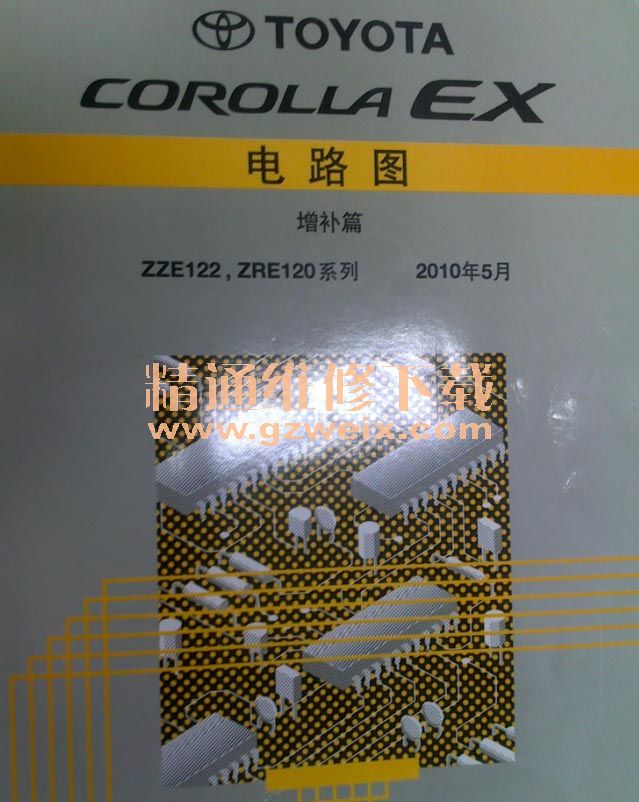 TOYOTA
COROLLA EX
电路图
增补篇
ZZE122 , ZRE120系列 2010年5月
精通维修下载
www.gzweix.com